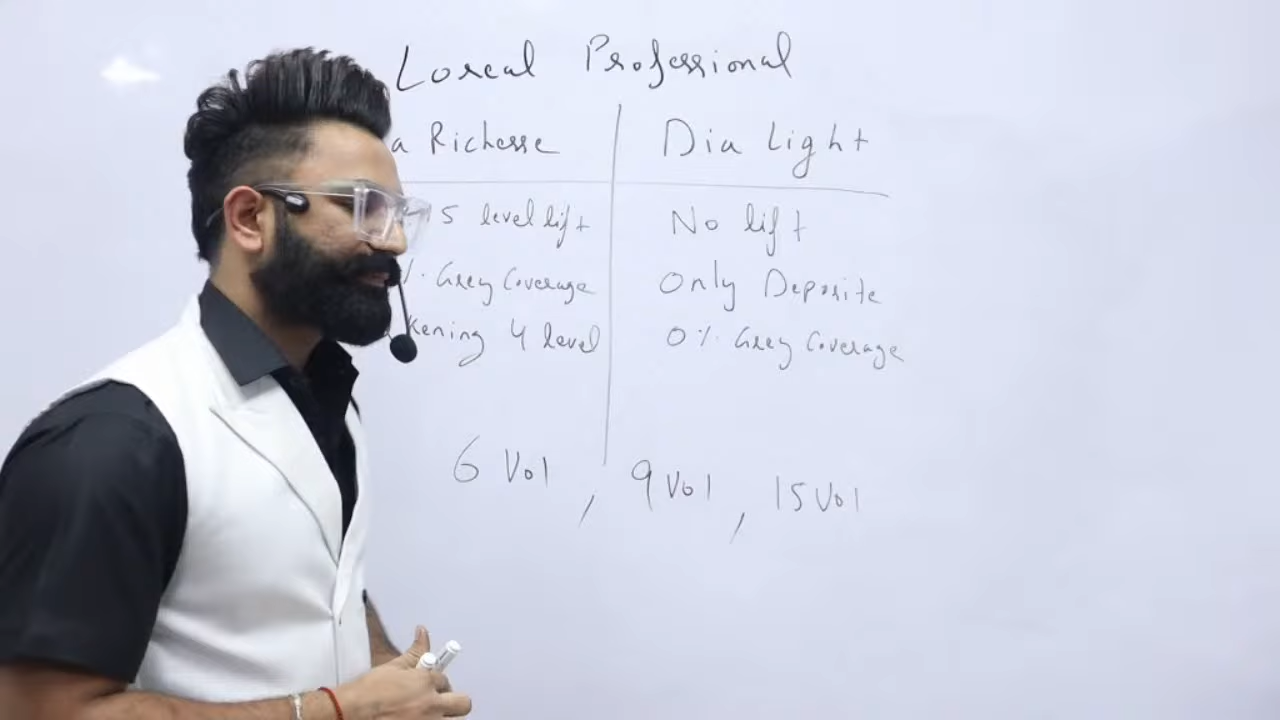 Loreal Professional
a Richesse Dia Light
5 level lift No lift
%. Grey Coverage Only Deposite
kening 4 level 0%. Grey Coverage
6 Vol, 9 Vol, 15 Vol